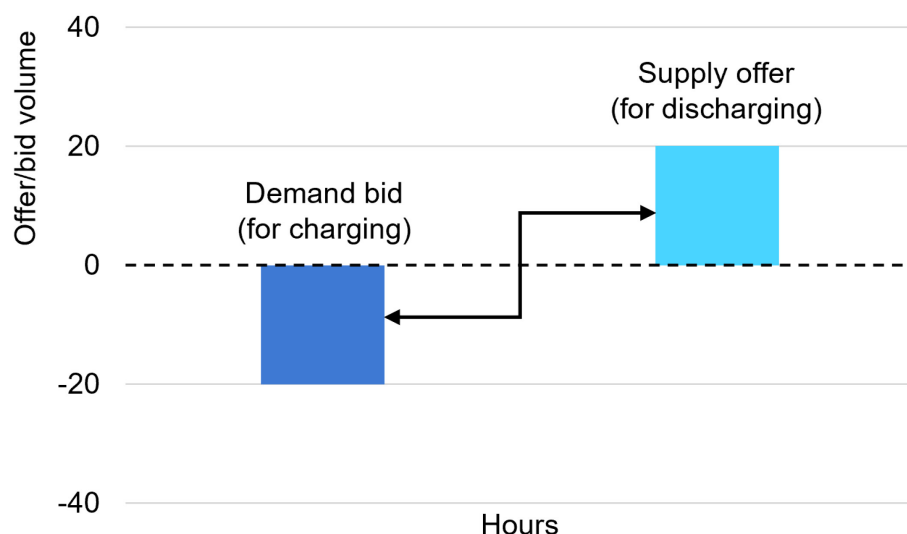 Offer/bid volume
40
20
0
-20
-40
Supply offer
(for discharging)
Demand bid
(for charging)
Hours